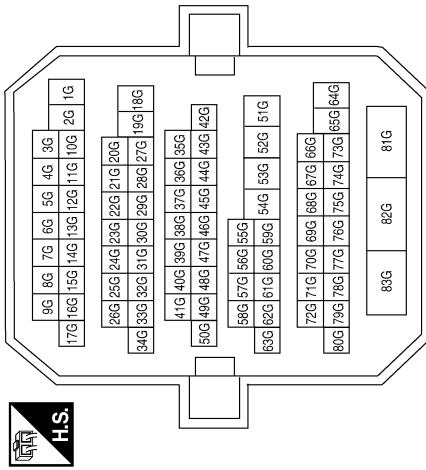 H.S.
9G 8G 7G 6G 5G 4G 3G
17G 16G 15G 14G 13G 12G 11G 10G 2G 1G
26G 25G 24G 23G 22G 21G 20G
34G 33G 32G 31G 30G 29G 28G 27G 19G 18G
41G 40G 39G 38G 37G 36G 35G
50G 49G 48G 47G 46G 45G 44G 43G 42G
58G 57G 56G 55G
63G 62G 61G 60G 59G 54G 53G 52G 51G
72G 71G 70G 69G 68G 67G 66G
80G 79G 78G 77G 76G 75G 74G 73G 65G 64G
83G 82G 81G